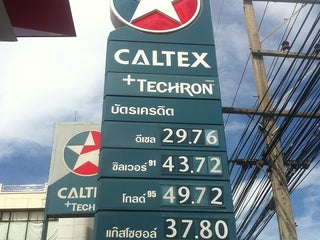 CALTEX
+TECHRON
บัตรเครดิต
ดีเซล 29.76
ซิลเวอร์ 91 43.72
โกลด์ 95 49.72
แก๊สโซฮอล์ 37.80
CALTEX
+TECHRON